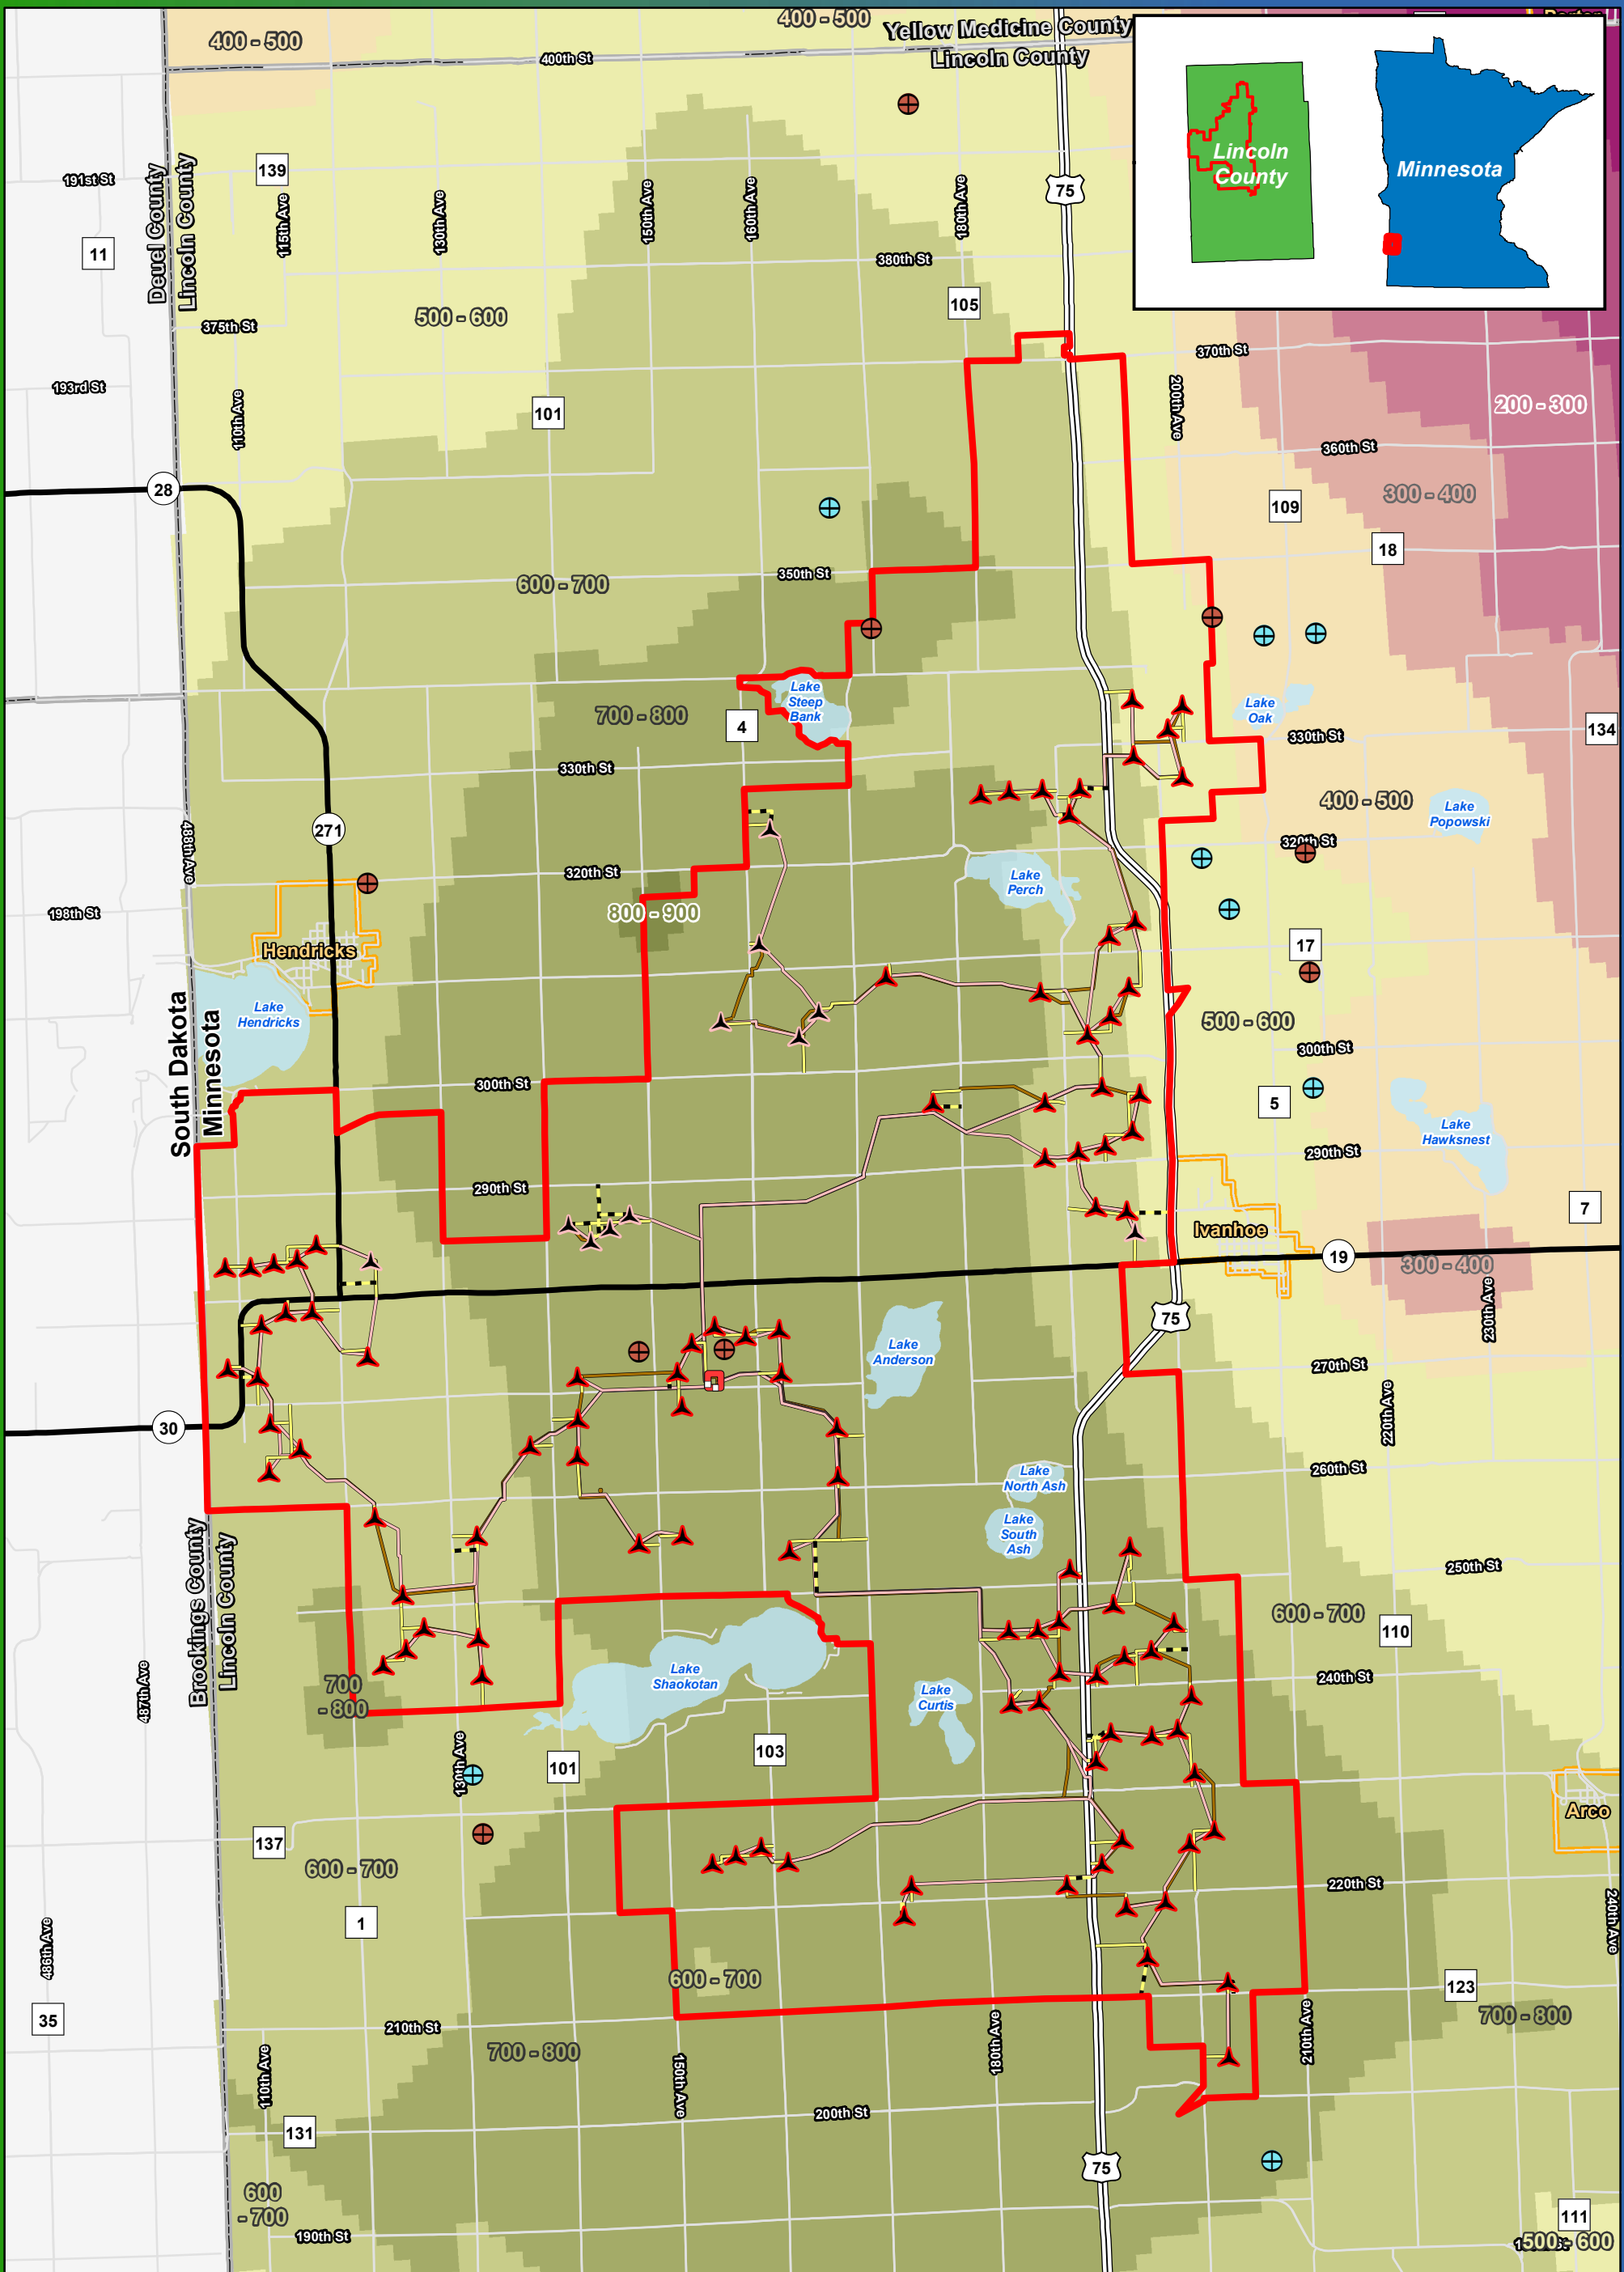 400 - 500
400 - 500
Yellow Medicine County
Lincoln County
400th St
Lincoln
County
Minnesota
191st St
139
Deuel County
Lincoln County
115th Ave
130th Ave
150th Ave
160th Ave
180th Ave
75
11
380th St
105
500 - 600
375th St
370th St
193rd St
110th Ave
101
200th Ave
200 - 300
360th St
28
300 - 400
109
18
350th St
600 - 700
Lake
Steep
Bank
700 - 800
4
Lake
Oak
134
330th St
330th St
400 - 500
Lake
Popowski
271
488th Ave
320th St
320th St
Lake
Perch
198th St
800 - 900
Hendricks
17
Lake
Hendricks
500 - 600
South Dakota
Minnesota
300th St
300th St
5
Lake
Hawksnest
290th St
290th St
7
Ivanhoe
19
300 - 400
75
230th Ave
Lake
Anderson
270th St
30
220th Ave
260th St
Lake
North Ash
Lake
South
Ash
250th St
Brookings County
Lincoln County
600 - 700
110
487th Ave
700
- 800
Lake
Shaokotan
Lake
Curtis
240th St
130th Ave
101
103
Arco
137
600 - 700
220th St
1
486th Ave
240th Ave
600 - 700
123
35
210th St
700 - 800
700 - 800
110th Ave
150th Ave
180th Ave
210th Ave
200th St
131
75
600
- 700
190th St
111
500 - 600